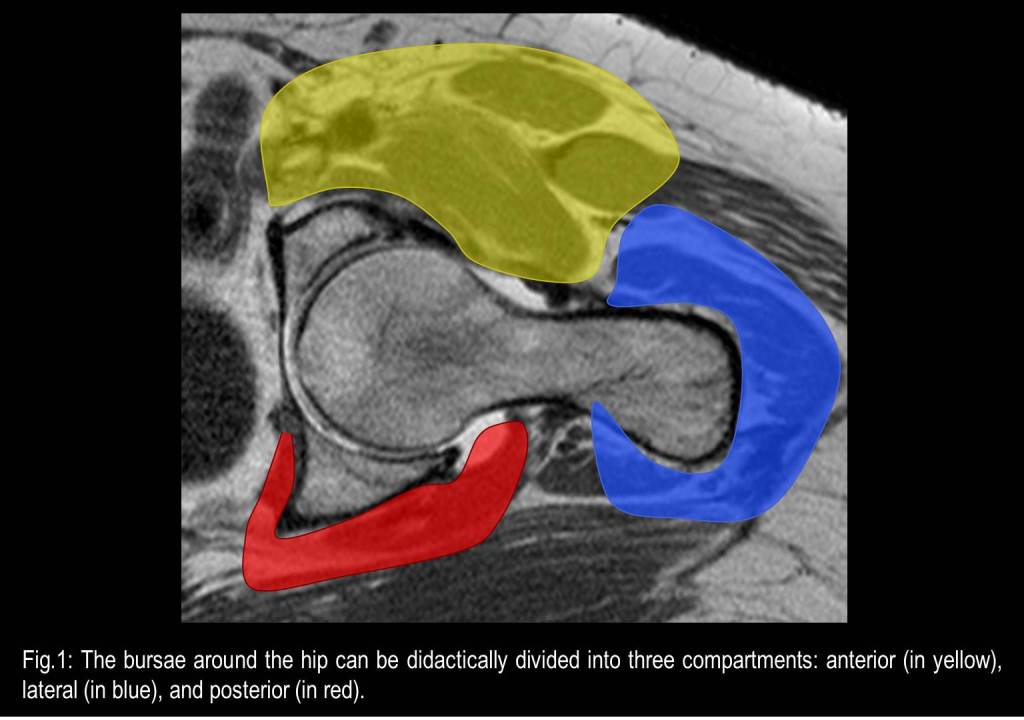 Fig.1: The bursae around the hip can be didactically divided into three compartments: anterior (in yellow),
lateral (in blue), and posterior (in red).